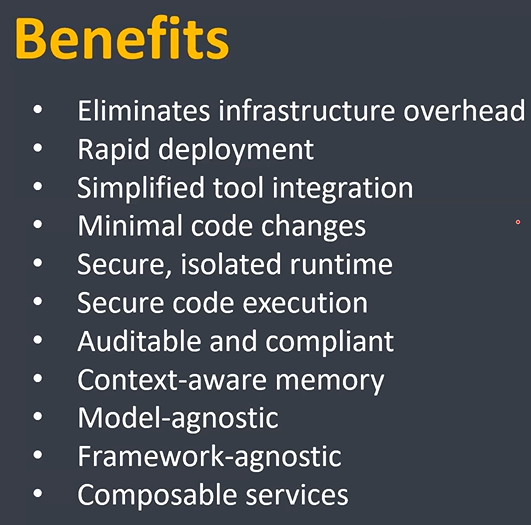 Benefits
• Eliminates infrastructure overhead
• Rapid deployment
• Simplified tool integration
• Minimal code changes
• Secure, isolated runtime
• Secure code execution
• Auditable and compliant
• Context-aware memory
• Model-agnostic
• Framework-agnostic
• Composable services